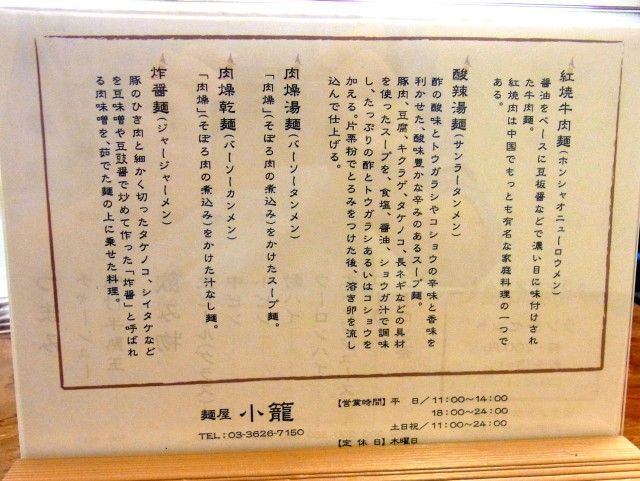 紅焼牛肉麺(ホンシャオニューロウメン)
醤油をベースに豆板醤などで濃い目に味付けされ
た牛肉麺。
紅焼肉は中国でもっとも有名な家庭料理の一つで
ある。
酸辣湯麺(サンラータンメン)
酢の酸味とトウガラシやコショウの辛味と香味を
利かせた、酸味豊かな辛みのあるスープ麺。
豚肉、豆腐、キクラゲ、タケノコ、長ネギなどの具材
を使ったスープを、食塩、醤油、ショウガ汁で調味
し、たっぷりの酢とトウガラシあるいはコショウを
加える。片栗粉でとろみをつけた後、溶き卵を流し
込んで仕上げる。
肉燥湯麺(バーソータンメン)
「肉燥」(そぼろ肉の煮込み)をかけたスープ麺。
肉燥乾麺(バーソーカンメン)
「肉燥」(そぼろ肉の煮込み)をかけた汁なし麺。
炸醤麺(ジャージャーメン)
豚のひき肉と細かく切ったタケノコ、シイタケなど
を豆味噌や豆豉醤で炒めて作った「炸醤」と呼ばれ
る肉味噌を、茹でた麺の上に乗せた料理。
麺屋 小籠
TEL:03-3626-7150
【営業時間】平 日/11:00~14:00
18:00~24:00
土日祝/11:00~24:00
【定 休 日】木曜日